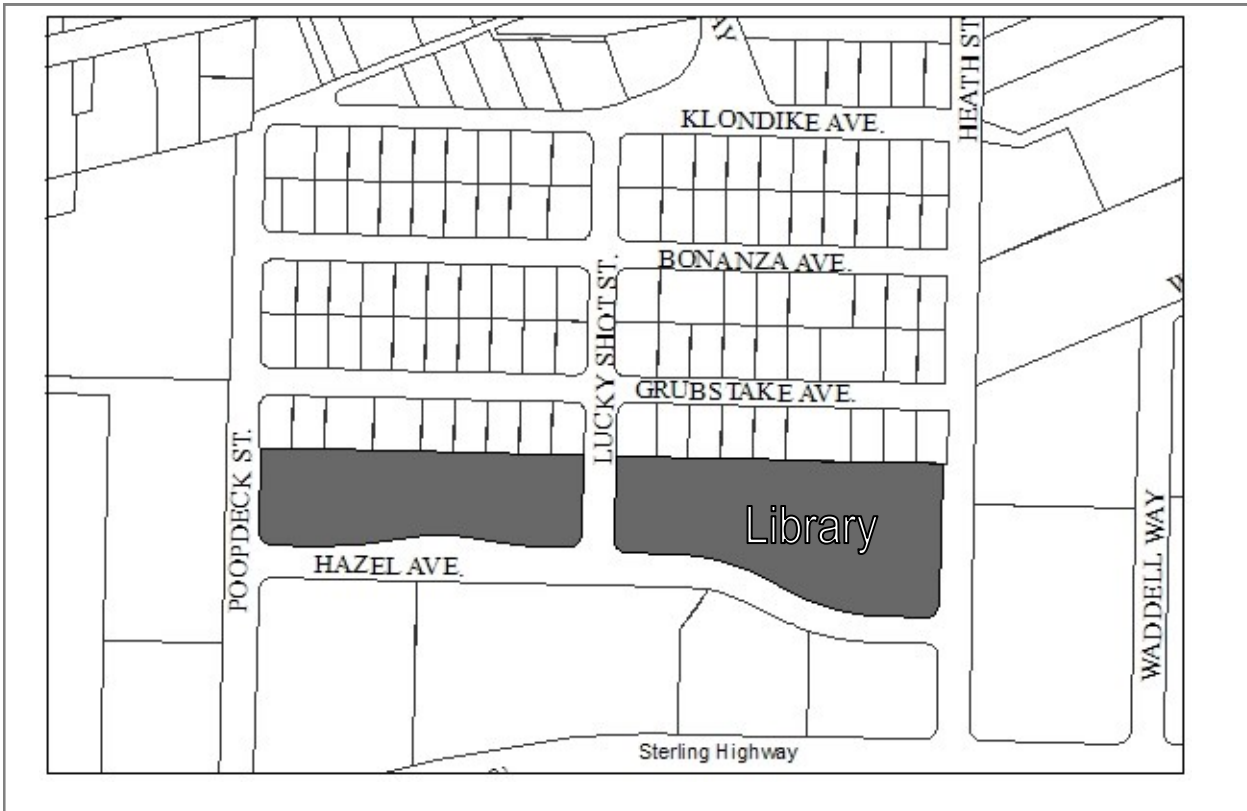 HEATH ST.
KLONDIKE AVE.
BONANZA AVE.
LUCKY SHOT ST.
GRUBSTAKE AVE.
POOPDECK ST.
Library
HAZEL AVE.
WADDELL WAY
Sterling Highway